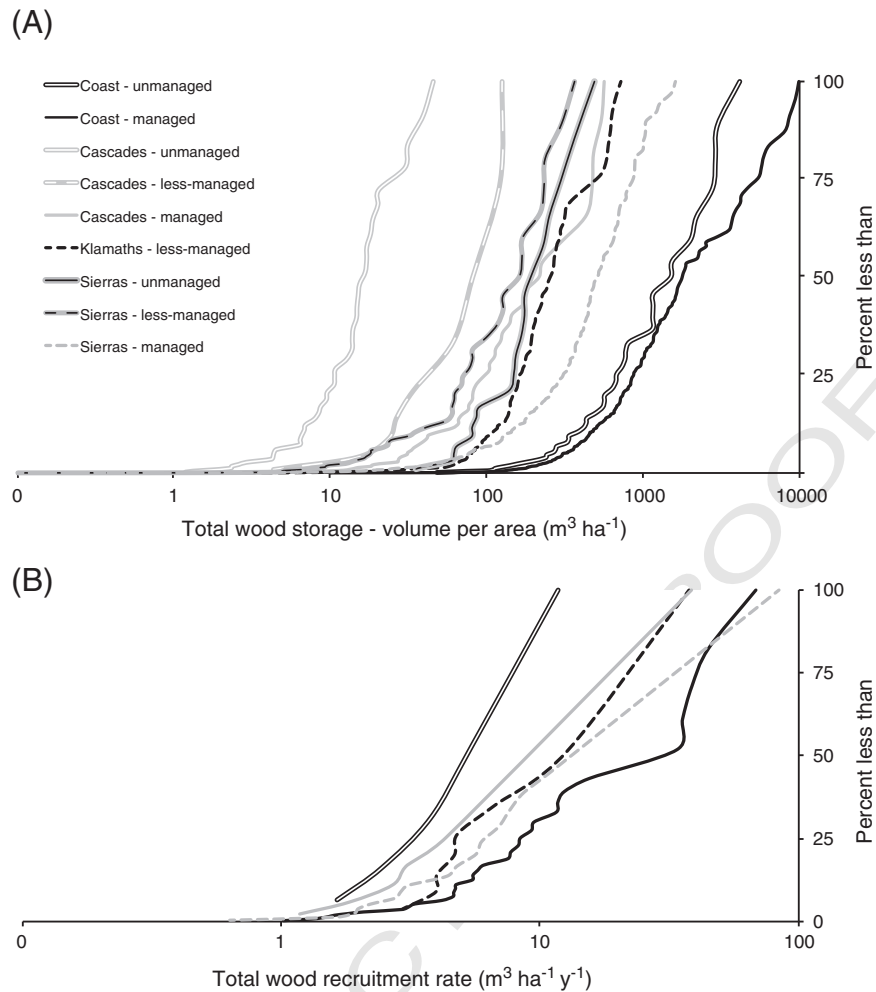 (A)
Coast - unmanaged
Coast - managed
Cascades - unmanaged
Cascades - less-managed
Cascades - managed
Klamaths - less-managed
Sierras - unmanaged
Sierras - less-managed
Sierras - managed
100
75
50
25
Percent less than
0
1
10
100
1000
10000
Total wood storage - volume per area (m³ ha⁻¹)
(B)
100
75
50
25
0
Percent less than
0
1
10
100
Total wood recruitment rate (m³ ha⁻¹ y⁻¹)
PROOF